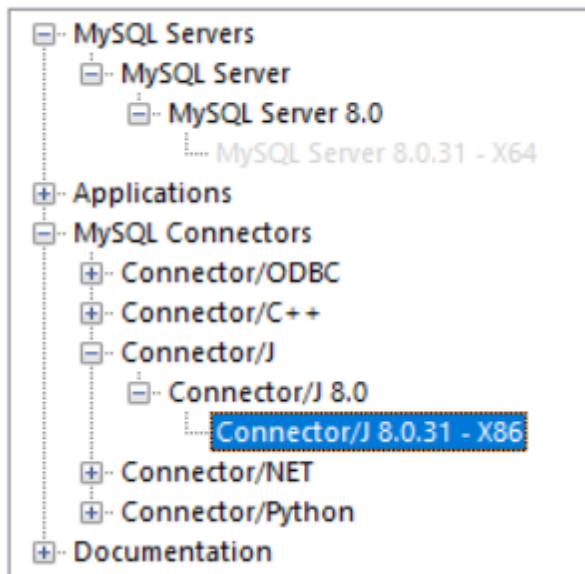 MySQL Servers
MySQL Server
MySQL Server 8.0
MySQL Server 8.0.31 - X64
Applications
MySQL Connectors
Connector/ODBC
Connector/C++
Connector/J
Connector/J 8.0
Connector/J 8.0.31 - X86
Connector/NET
Connector/Python
Documentation